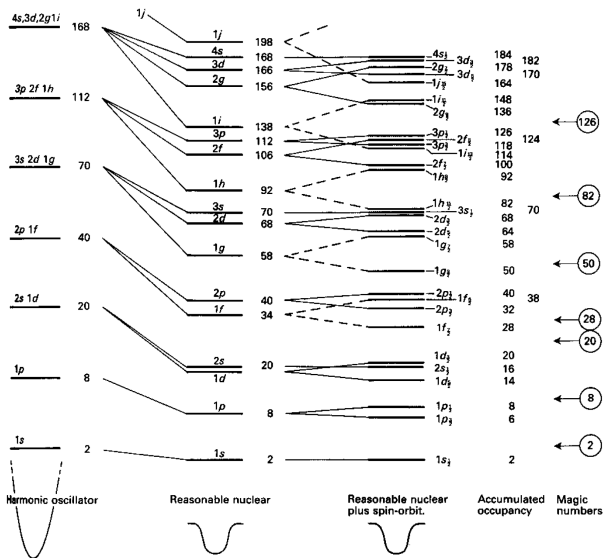 4s,3d,2g1i 168
3p 2f 1h 112
3s 2d 1g 70
2p 1f 40
2s 1d 20
1p 8
1s 2
Harmonic oscillator
1j
1j 198
4s 168
3d 166
2g 156
1i 138
3p 112
2f 106
1h 92
3s 70
2d 68
1g 58
2p 40
1f 34
2s 20
1d
1p 8
1s 2
Reasonable nuclear
4s1/2 184
3d3/2 182
2g7/2 178
3d5/2 170
1j15/2 164
1i11/2 148
2g9/2 136
3p1/2 126
2f5/2 124
3p3/2 118
1i13/2 114
2f7/2 100
1h9/2 92
1h11/2 82
3s1/2 70
2d3/2 68
2d5/2 64
1g7/2 58
1g9/2 50
2p1/2 40
1f5/2 38
2p3/2 32
1f7/2 28
1d3/2 20
2s1/2 16
1d5/2 14
1p1/2 8
1p3/2 6
1s1/2 2
Reasonable nuclear
plus spin-orbit.
Accumulated
occupancy
126
82
50
28
20
8
2
Magic
numbers